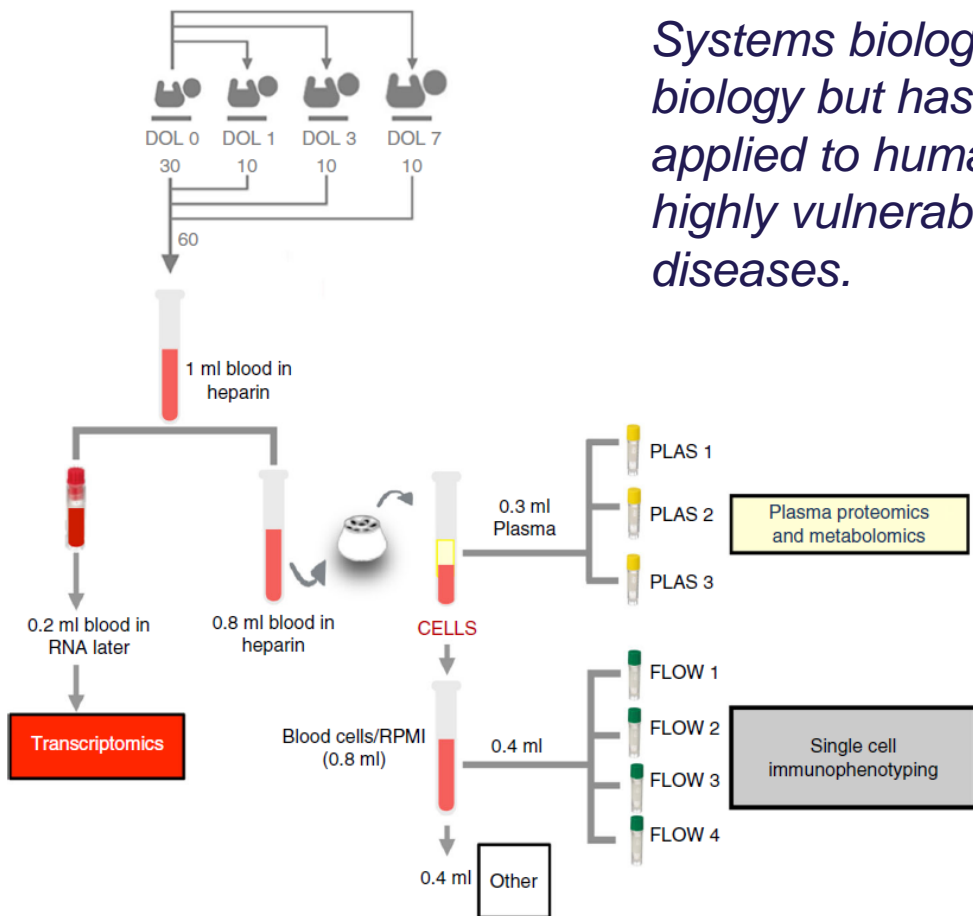 Systems biolog
biology but has
applied to huma
highly vulnerab
diseases.
DOL 0 DOL 1 DOL 3 DOL 7
30 10 10 10
60
1 ml blood in
heparin
0.2 ml blood in
RNA later
0.8 ml blood in
heparin
Transcriptomics
CELLS
0.3 ml
Plasma
PLAS 1
PLAS 2
PLAS 3
Plasma proteomics
and metabolomics
Blood cells/RPMI
(0.8 ml)
0.4 ml
FLOW 1
FLOW 2
FLOW 3
FLOW 4
Single cell
immunophenotyping
0.4 ml
Other